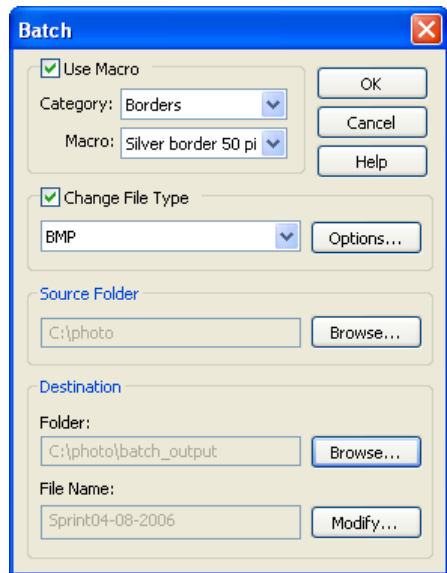 Batch
Use Macro
OK
Category: Borders
Cancel
Macro: Silver border 50 pi
Help
Change File Type
BMP Options...
Source Folder
C:\photo Browse...
Destination
Folder:
C:\photo\batch_output Browse...
File Name:
Sprint04-08-2006 Modify...